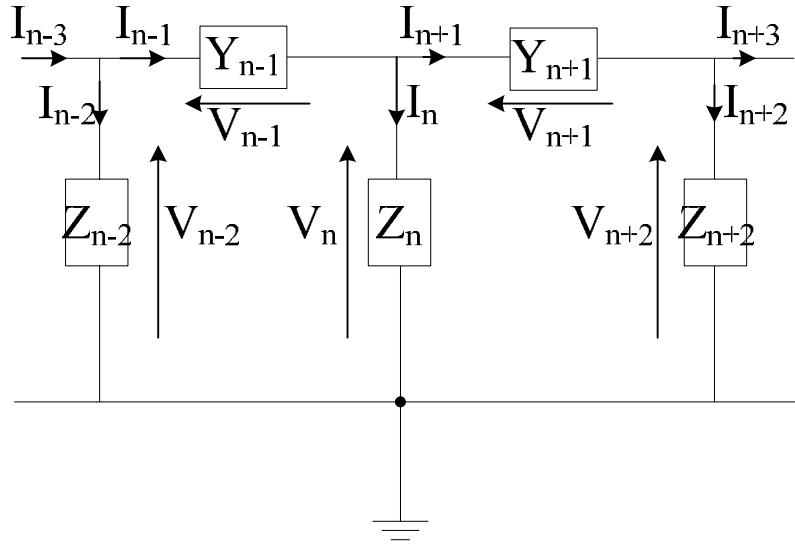 I_{n-3} I_{n-1} Y_{n-1} I_{n+1} Y_{n+1} I_{n+3}
I_{n-2} V_{n-1} I_n V_{n+1} I_{n+2}
Z_{n-2} V_{n-2} V_n Z_n V_{n+2} Z_{n+2}